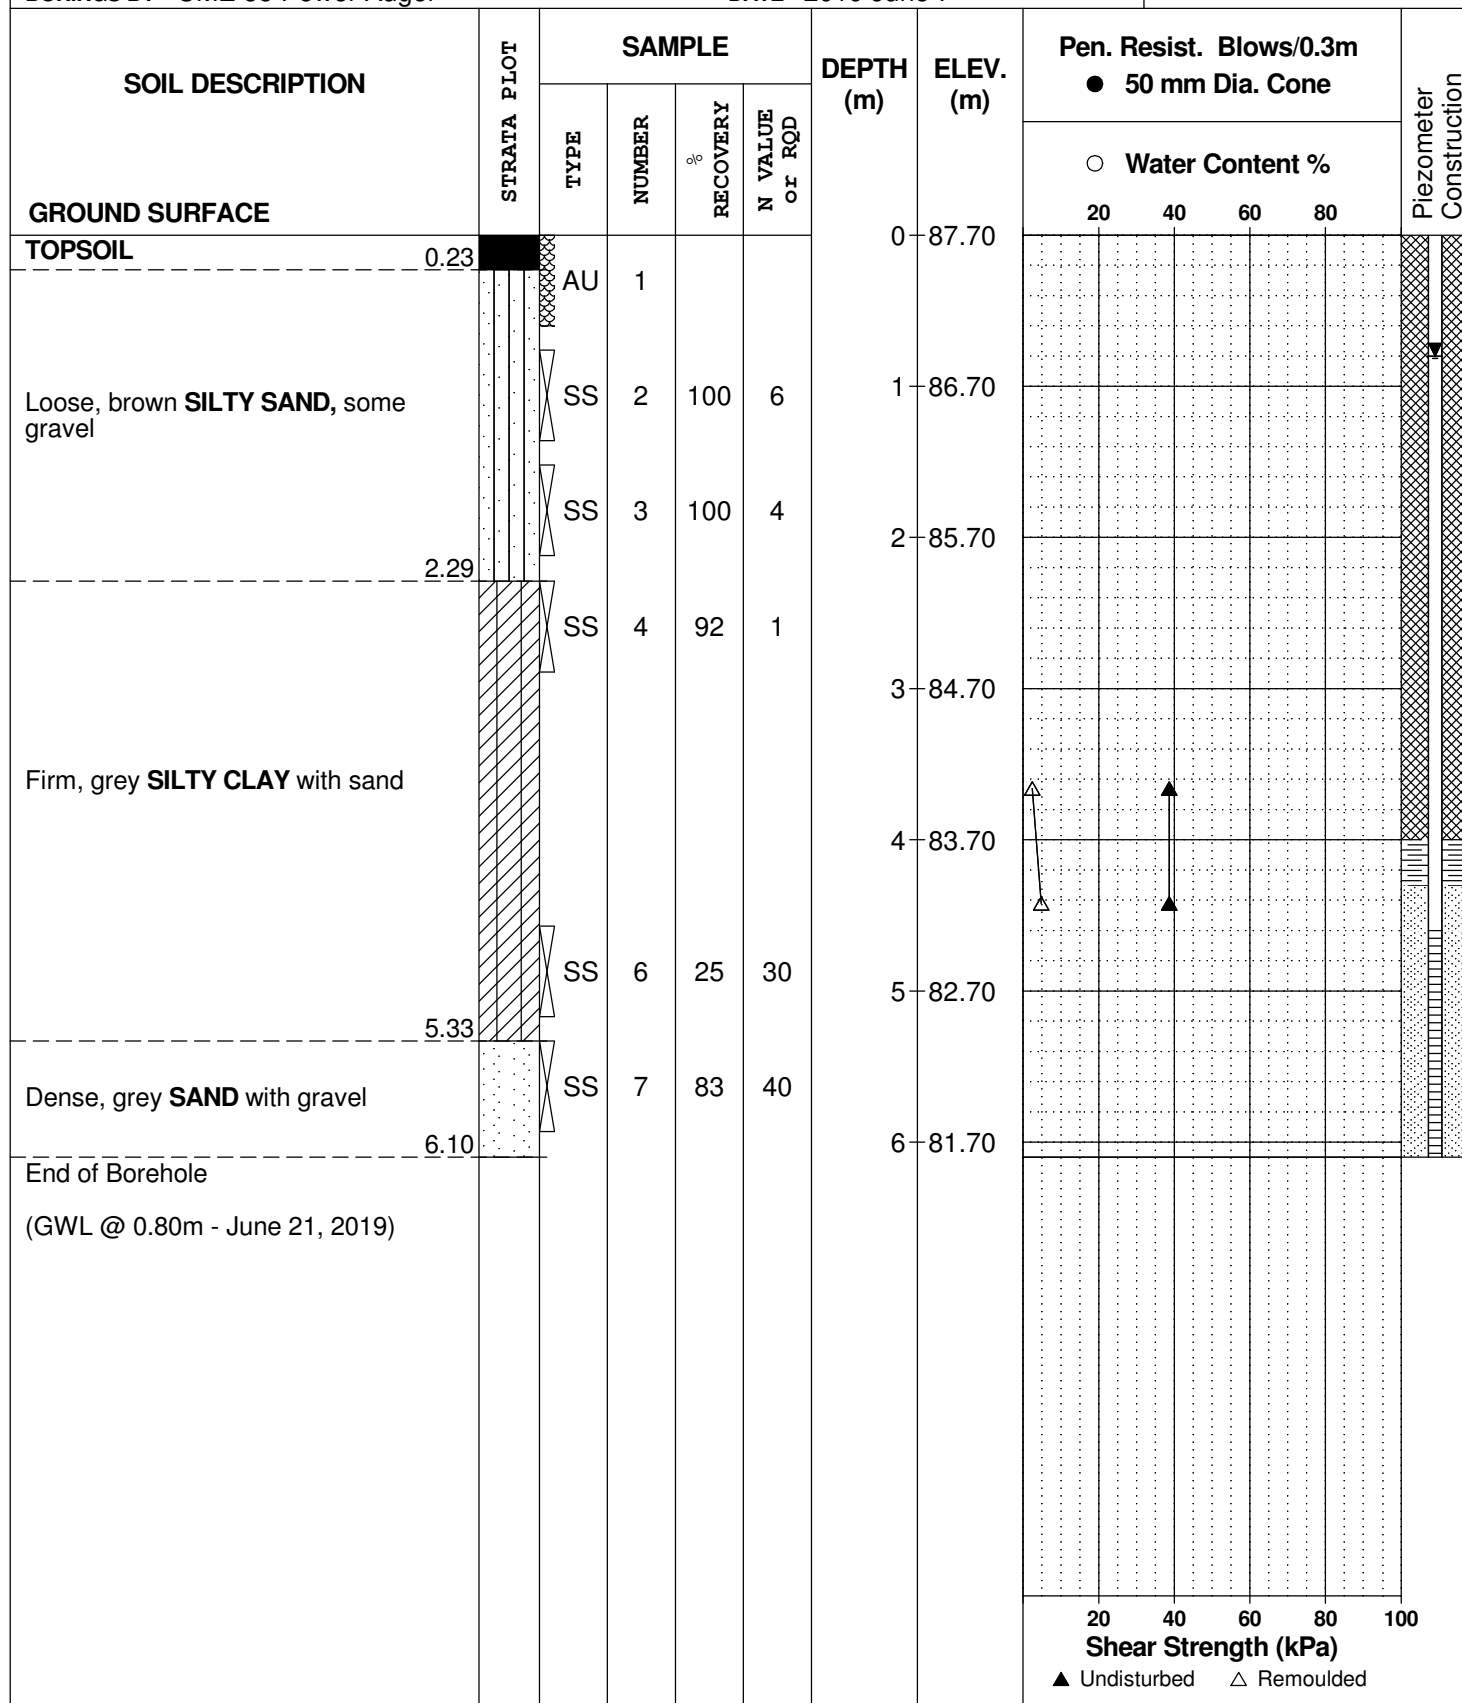 SOIL DESCRIPTION
GROUND SURFACE
STRATA PLOT
SAMPLE
TYPE
NUMBER
% RECOVERY
N VALUE or RQD
DEPTH (m)
ELEV. (m)
Pen. Resist. Blows/0.3m
● 50 mm Dia. Cone
○ Water Content %
20 40 60 80
Piezometer Construction
TOPSOIL
0.23
0 87.70
AU 1
Loose, brown SILTY SAND, some
gravel
SS 2 100 6
1 86.70
SS 3 100 4
2 85.70
2.29
SS 4 92 1
3 84.70
Firm, grey SILTY CLAY with sand
4 83.70
SS 6 25 30
5 82.70
5.33
Dense, grey SAND with gravel
SS 7 83 40
6.10
6 81.70
End of Borehole
(GWL @ 0.80m - June 21, 2019)
20 40 60 80 100
Shear Strength (kPa)
▲ Undisturbed △ Remoulded